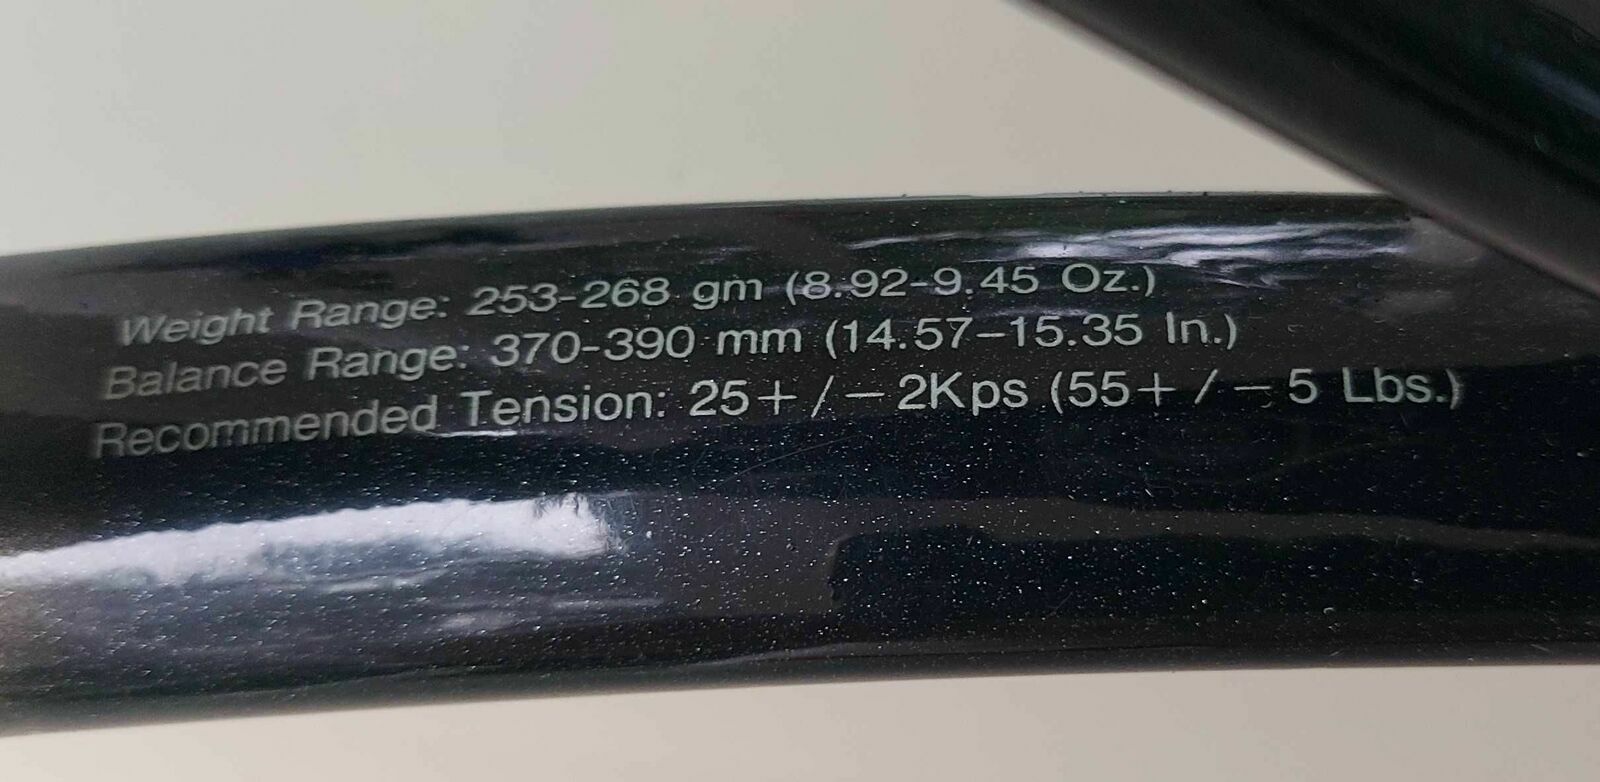 Weight Range: 253-268 gm (8.92-9.45 Oz.)
Balance Range: 370-390 mm (14.57-15.35 In.)
Recommended Tension: 25+/-2Kps (55+/-5 Lbs.)